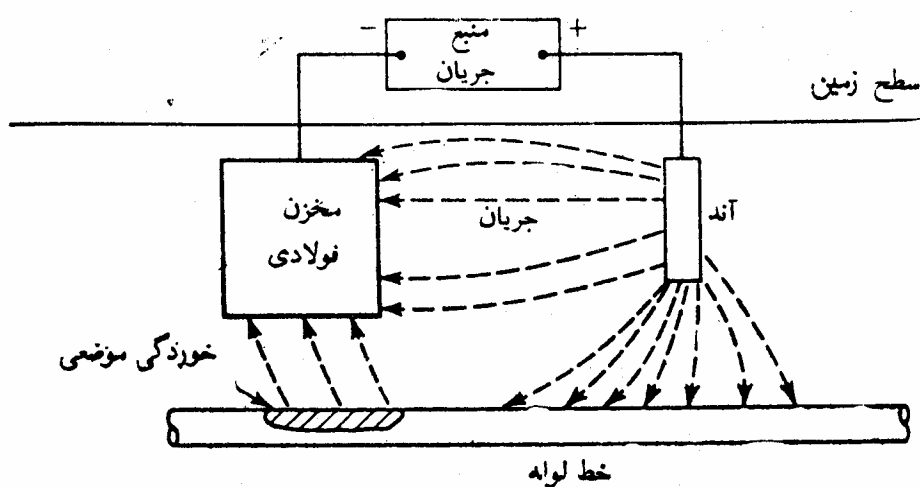 − منبع +
جریان
سطح زمین
آند
جریان
مخزن
فولادی
خوردگی موضعی
خط لوله